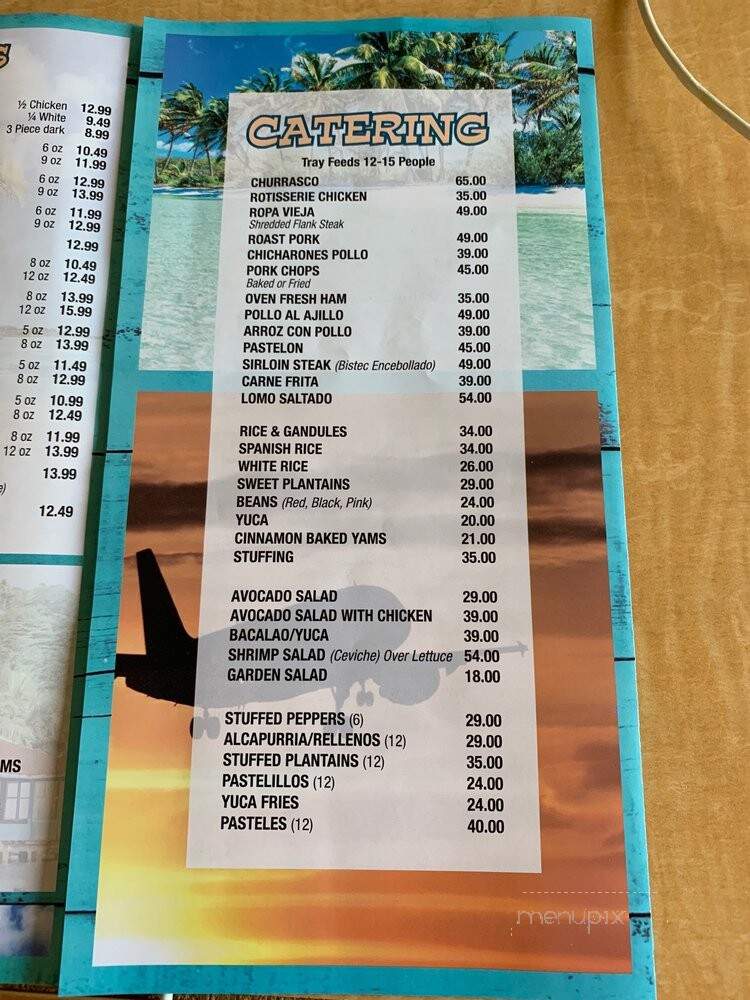 ½ Chicken 12.99
¼ White 9.49
3 Piece dark 8.99
6 oz 10.49
9 oz 11.99
6 oz 12.99
9 oz 13.99
6 oz 11.99
9 oz 12.99
12.99
8 oz 10.49
12 oz 12.49
8 oz 13.99
12 oz 15.99
5 oz 12.99
8 oz 13.99
5 oz 11.49
8 oz 12.99
5 oz 10.99
8 oz 12.49
8 oz 11.99
12 oz 13.99
13.99
12.49
MS
CATERING
Tray Feeds 12-15 People
CHURRASCO 65.00
ROTISSERIE CHICKEN 35.00
ROPA VIEJA 49.00
Shredded Flank Steak
ROAST PORK 49.00
CHICHARONES POLLO 39.00
PORK CHOPS 45.00
Baked or Fried
OVEN FRESH HAM 35.00
POLLO AL AJILLO 49.00
ARROZ CON POLLO 39.00
PASTELON 45.00
SIRLOIN STEAK (Bistec Encebollado) 49.00
CARNE FRITA 39.00
LOMO SALTADO 54.00
RICE & GANDULES 34.00
SPANISH RICE 34.00
WHITE RICE 26.00
SWEET PLANTAINS 29.00
BEANS (Red, Black, Pink) 24.00
YUCA 20.00
CINNAMON BAKED YAMS 21.00
STUFFING 35.00
AVOCADO SALAD 29.00
AVOCADO SALAD WITH CHICKEN 39.00
BACALAO/YUCA 39.00
SHRIMP SALAD (Ceviche) Over Lettuce 54.00
GARDEN SALAD 18.00
STUFFED PEPPERS (6) 29.00
ALCAPURRIA/RELLENOS (12) 29.00
STUFFED PLANTAINS (12) 35.00
PASTELILLOS (12) 24.00
YUCA FRIES 24.00
PASTELES (12) 40.00
menupix